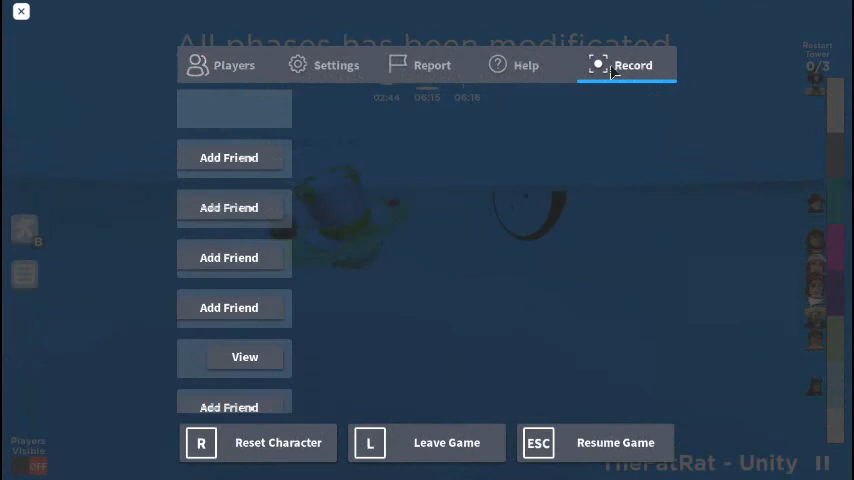 All phases has been modificated
Restart
Tower
0/3
Players
Settings
Report
Help
Record
02:44
06:15
06:18
Add Friend
Add Friend
B
Add Friend
Add Friend
View
Add Friend
Players
Visible
OFF
R
Reset Character
L
Leave Game
ESC
Resume Game
TheFatRat - Unity